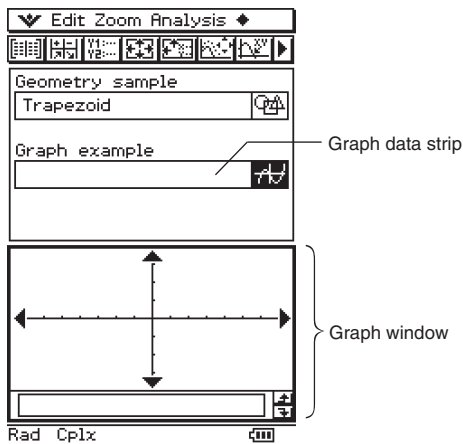 Edit Zoom Analysis
Geometry sample
Trapezoid
Graph example
Graph data strip
Graph window
Rad Cplx